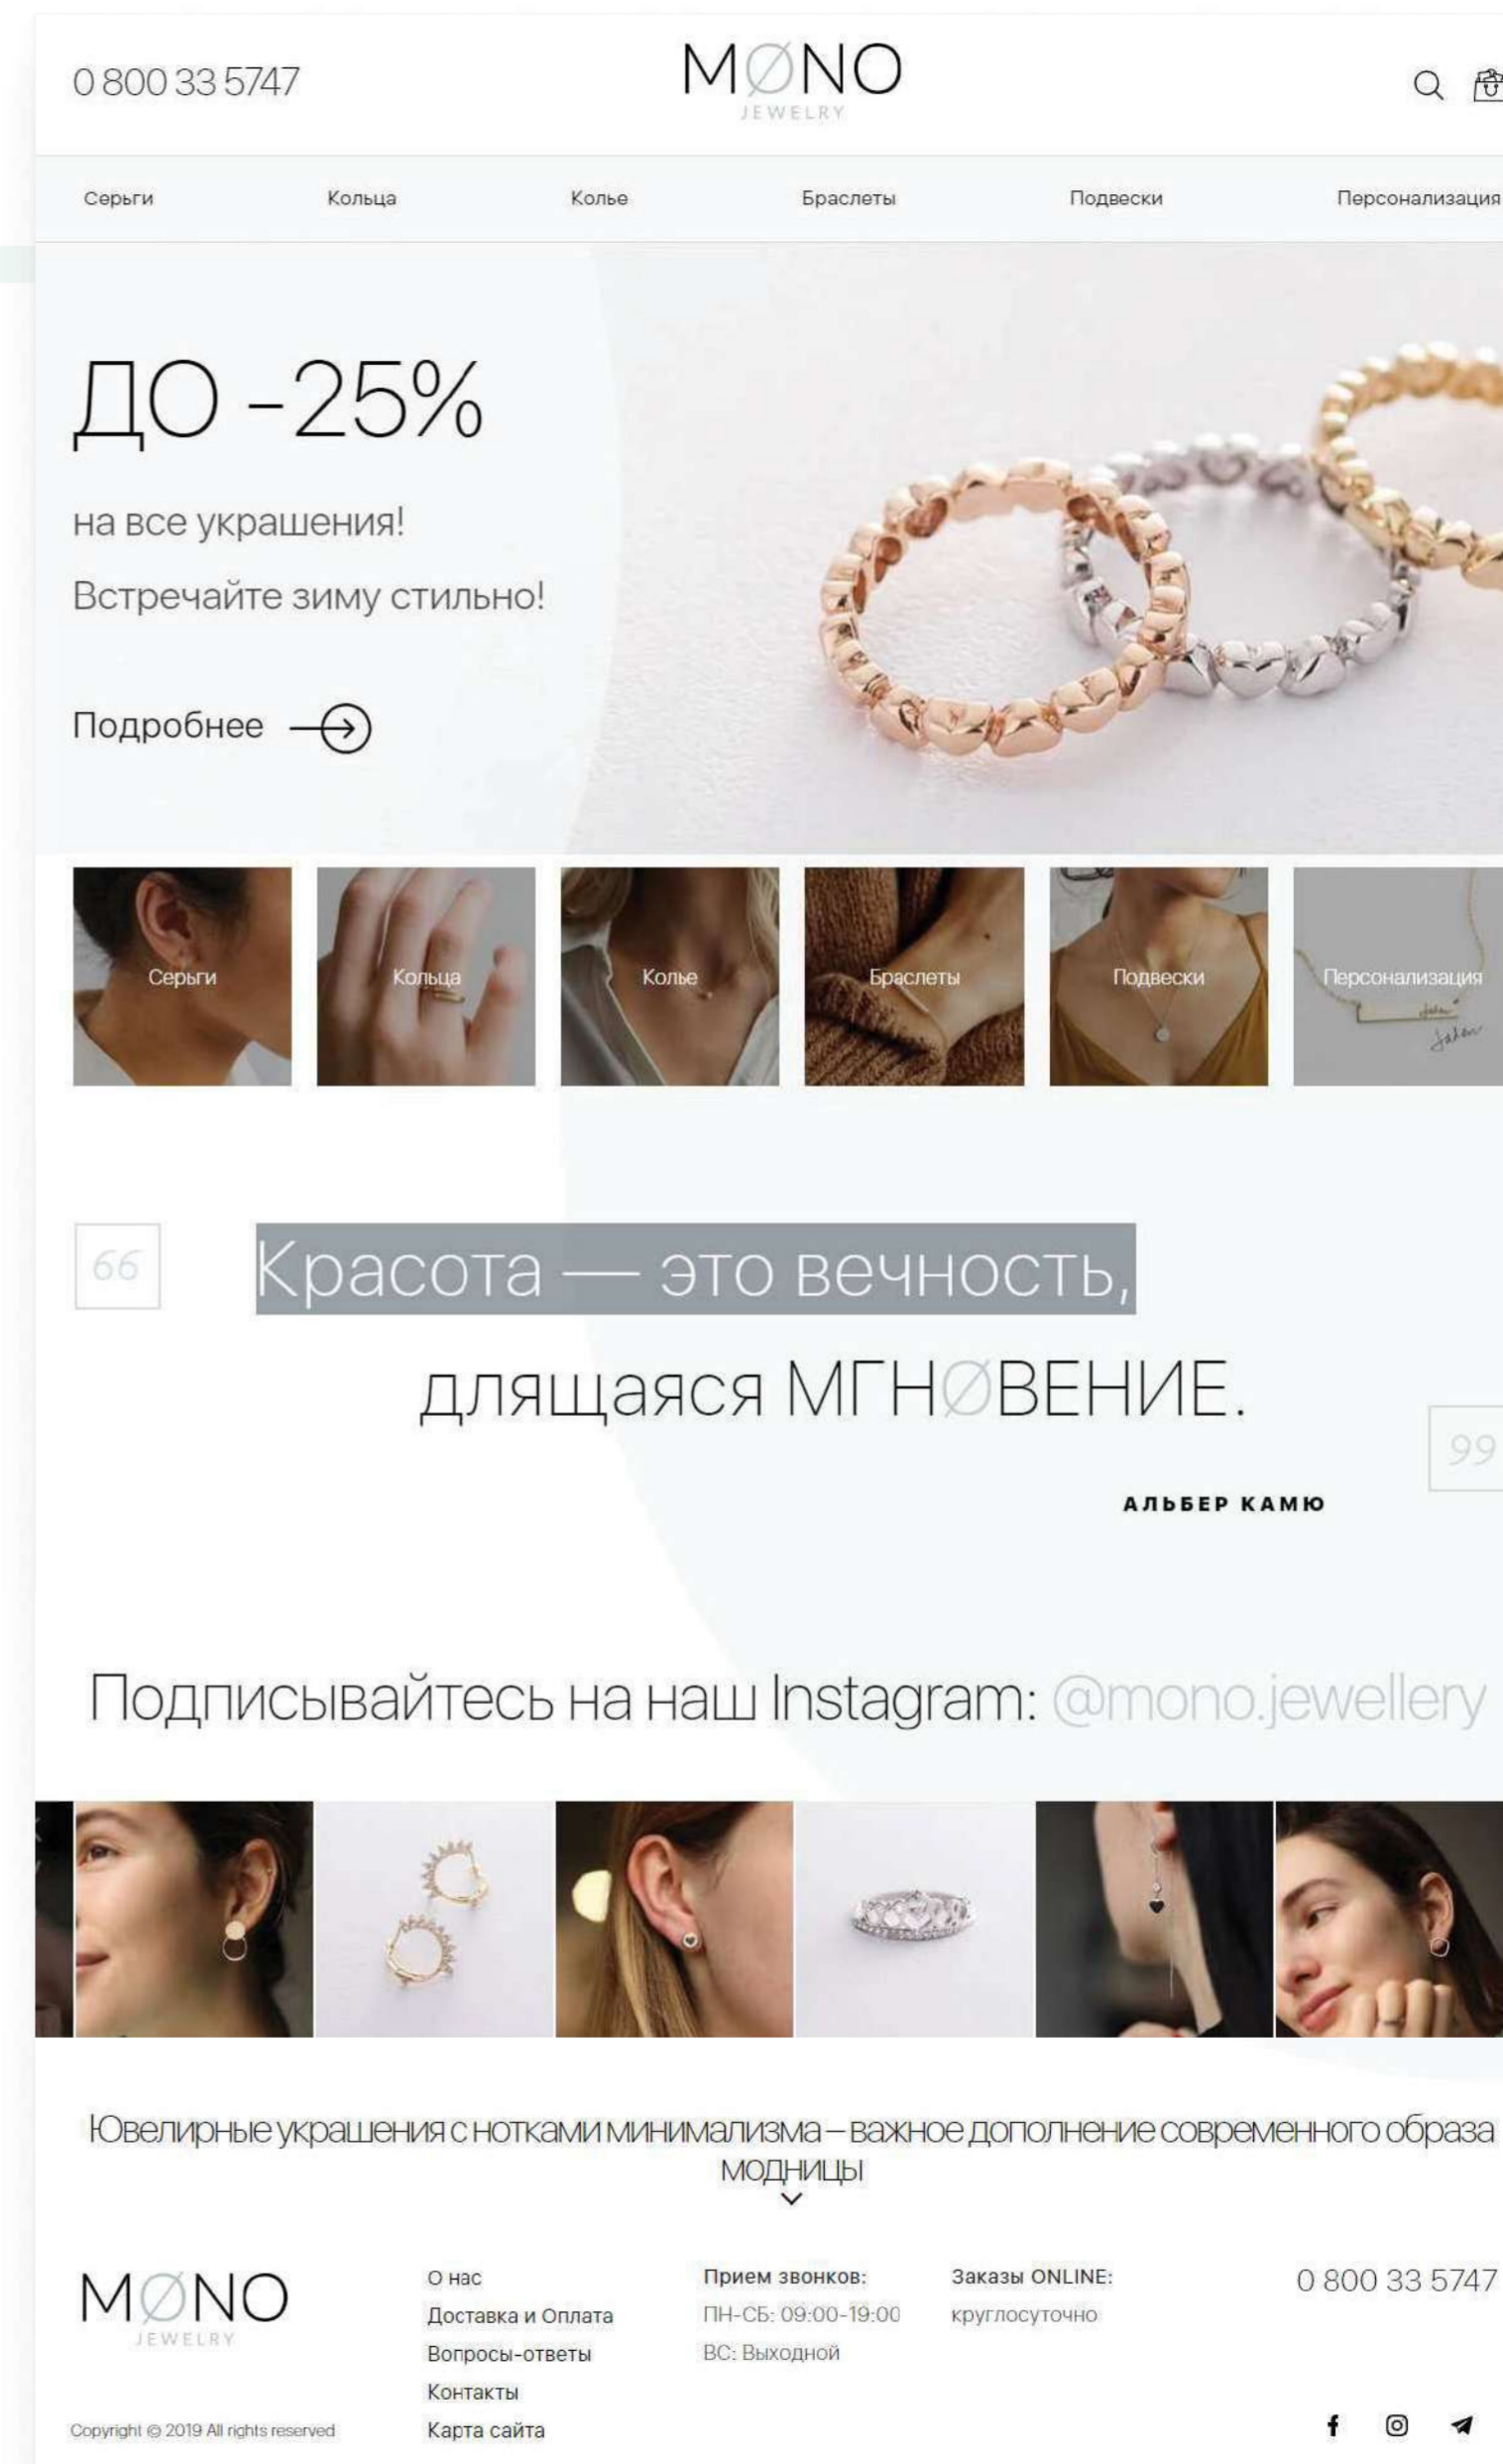 0 800 33 5747
MØNO
JEWELRY
Серьги Кольца Колье Браслеты Подвески Персонализация
ДО -25%
на все украшения!
Встречайте зиму стильно!
Подробнее
Серьги Кольца Колье Браслеты Подвески Персонализация
Jaden
Jaden
66
Красота — это вечность,
длящаяся МГНØВЕНИЕ.
99
АЛЬБЕР КАМЮ
Подписывайтесь на наш Instagram: @mono.jewellery
Ювелирные украшения с нотками минимализма – важное дополнение современного образа
модницы
MØNO
JEWELRY
Copyright © 2019 All rights reserved
О нас
Доставка и Оплата
Вопросы-ответы
Контакты
Карта сайта
Прием звонков:
ПН-СБ: 09:00-19:00
ВС: Выходной
Заказы ONLINE:
круглосуточно
0 800 33 5747